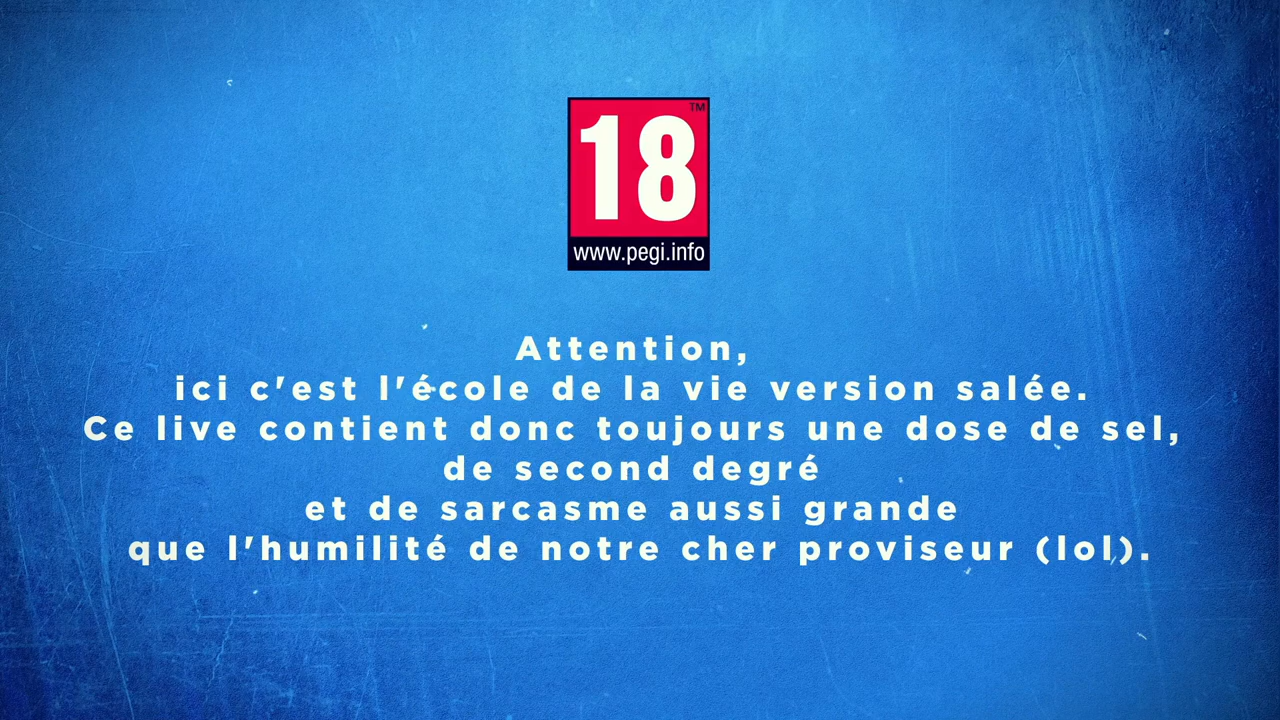 TM
18
www.pegi.info
Attention,
ici c'est l'école de la vie version salée.
Ce live contient donc toujours une dose de sel,
de second degré
et de sarcasme aussi grande
que l'humilité de notre cher proviseur (lol).